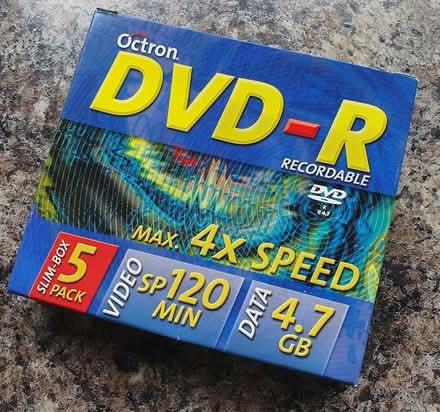 Octron
DVD-R
RECORDABLE
DVD
R
MAX. 4X SPEED
SLIM-BOX
5
PACK
VIDEO
SP 120
MIN
DATA
4.7
GB